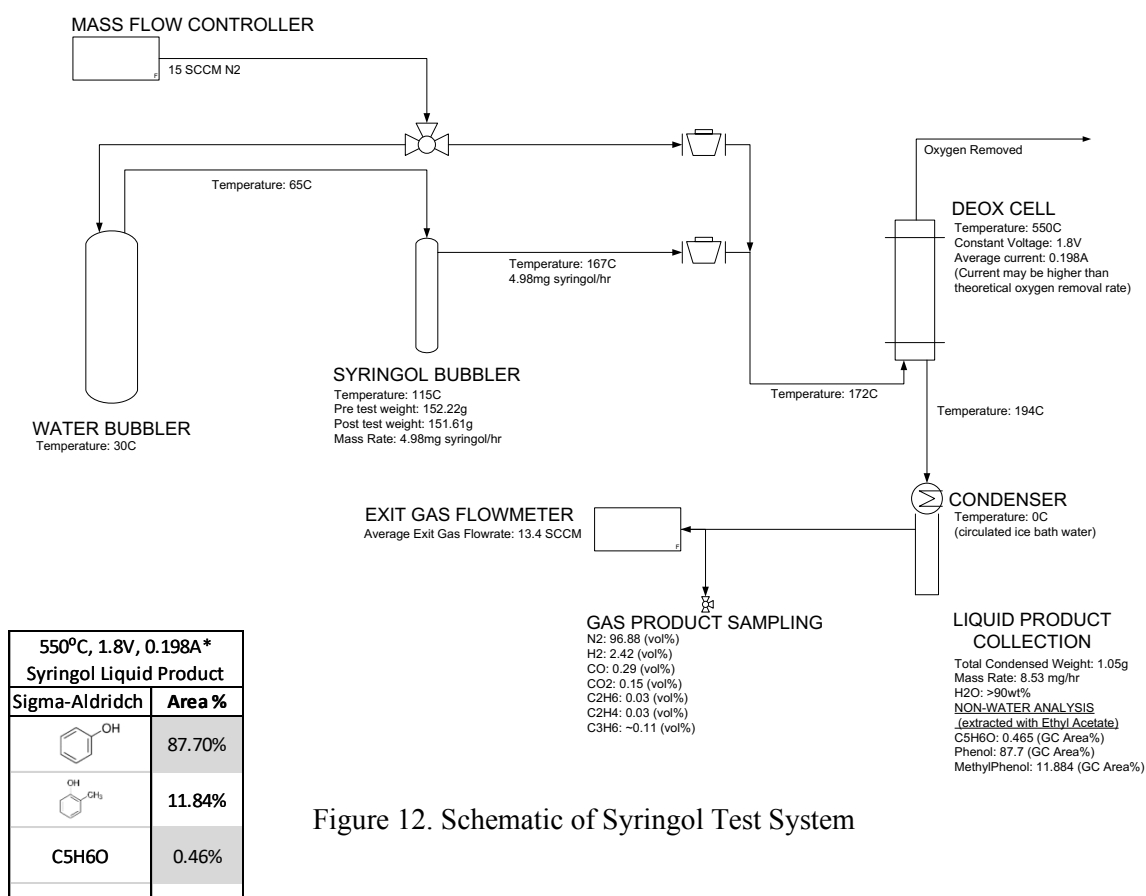 MASS FLOW CONTROLLER
F
15 SCCM N2
Temperature: 65C
Oxygen Removed
DEOX CELL
Temperature: 550C
Constant Voltage: 1.8V
Average current: 0.198A
(Current may be higher than
theoretical oxygen removal rate)
Temperature: 167C
4.98mg syringol/hr
SYRINGOL BUBBLER
Temperature: 115C
Pre test weight: 152.22g
Post test weight: 151.61g
Mass Rate: 4.98mg syringol/hr
WATER BUBBLER
Temperature: 30C
Temperature: 172C
Temperature: 194C
CONDENSER
Temperature: 0C
(circulated ice bath water)
EXIT GAS FLOWMETER
Average Exit Gas Flowrate: 13.4 SCCM
F
GAS PRODUCT SAMPLING
N2: 96.88 (vol%)
H2: 2.42 (vol%)
CO: 0.29 (vol%)
CO2: 0.15 (vol%)
C2H6: 0.03 (vol%)
C2H4: 0.03 (vol%)
C3H6: ~0.11 (vol%)
LIQUID PRODUCT
COLLECTION
Total Condensed Weight: 1.05g
Mass Rate: 8.53 mg/hr
H2O: >90wt%
NON-WATER ANALYSIS
(extracted with Ethyl Acetate)
C5H6O: 0.465 (GC Area%)
Phenol: 87.7 (GC Area%)
MethylPhenol: 11.884 (GC Area%)
550⁰C, 1.8V, 0.198A*
Syringol Liquid Product
Sigma-Aldridch Area %
OH 87.70%
OH CH₃ 11.84%
C5H6O 0.46%
Figure 12. Schematic of Syringol Test System